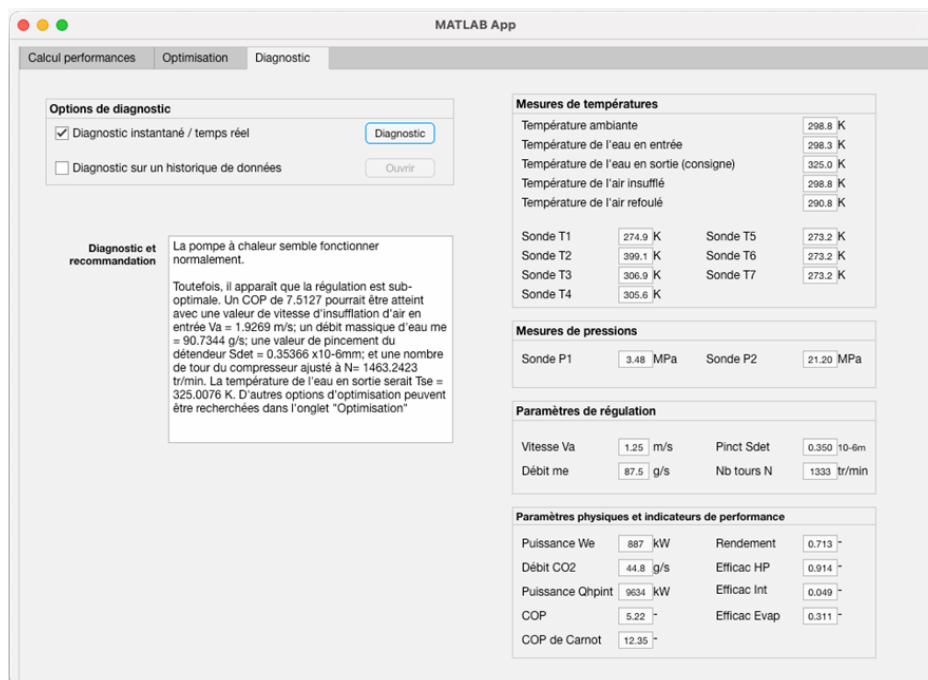 MATLAB App
Calcul performances Optimisation Diagnostic
Options de diagnostic
Diagnostic instantané / temps réel Diagnostic
Diagnostic sur un historique de données Ouvrir
Diagnostic et
recommandation
La pompe à chaleur semble fonctionner
normalement.
Toutefois, il apparaît que la régulation est sub-
optimale. Un COP de 7.5127 pourrait être atteint
avec une valeur de vitesse d'insufflation d'air en
entrée Va = 1.9269 m/s; un débit massique d'eau me
= 90.7344 g/s; une valeur de pincement du
détendeur Sdet = 0.35366 x10-6mm; et une nombre
de tour du compresseur ajusté à N= 1463.2423
tr/min. La température de l'eau en sortie serait Tse =
325.0076 K. D'autres options d'optimisation peuvent
être recherchées dans l'onglet "Optimisation"
Mesures de températures
Température ambiante 298.8 K
Température de l'eau en entrée 298.3 K
Température de l'eau en sortie (consigne) 325.0 K
Température de l'air insufflé 298.8 K
Température de l'air refoulé 290.8 K
Sonde T1 274.9 K Sonde T5 273.2 K
Sonde T2 399.1 K Sonde T6 273.2 K
Sonde T3 306.9 K Sonde T7 273.2 K
Sonde T4 305.6 K
Mesures de pressions
Sonde P1 3.48 MPa Sonde P2 21.20 MPa
Paramètres de régulation
Vitesse Va 1.25 m/s Pinct Sdet 0.350 10-6m
Débit me 87.5 g/s Nb tours N 1333 tr/min
Paramètres physiques et indicateurs de performance
Puissance We 887 kW Rendement 0.713 -
Débit CO2 44.8 g/s Efficac HP 0.914 -
Puissance Qhpint 9634 kW Efficac Int 0.049 -
COP 5.22 - Efficac Evap 0.311 -
COP de Carnot 12.35 -